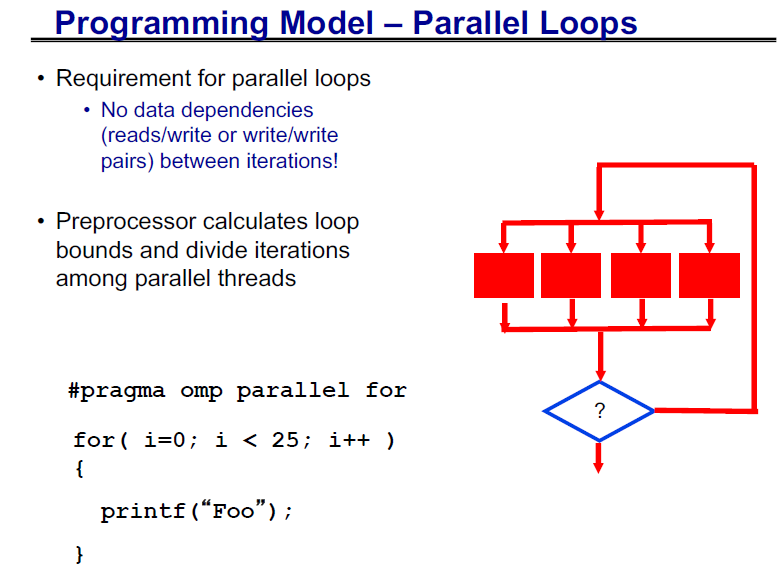 Programming Model – Parallel Loops
• Requirement for parallel loops
• No data dependencies
(reads/write or write/write
pairs) between iterations!
• Preprocessor calculates loop
bounds and divide iterations
among parallel threads
#pragma omp parallel for
for( i=0; i < 25; i++ )
{
printf(“Foo”);
}
?